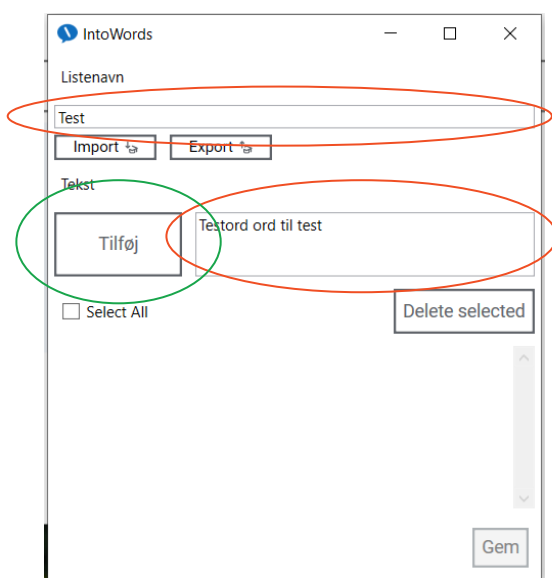 IntoWords
Listenavn
Test
Import Export
Tekst
Tilføj
Testord ord til test
Select All
Delete selected
Gem